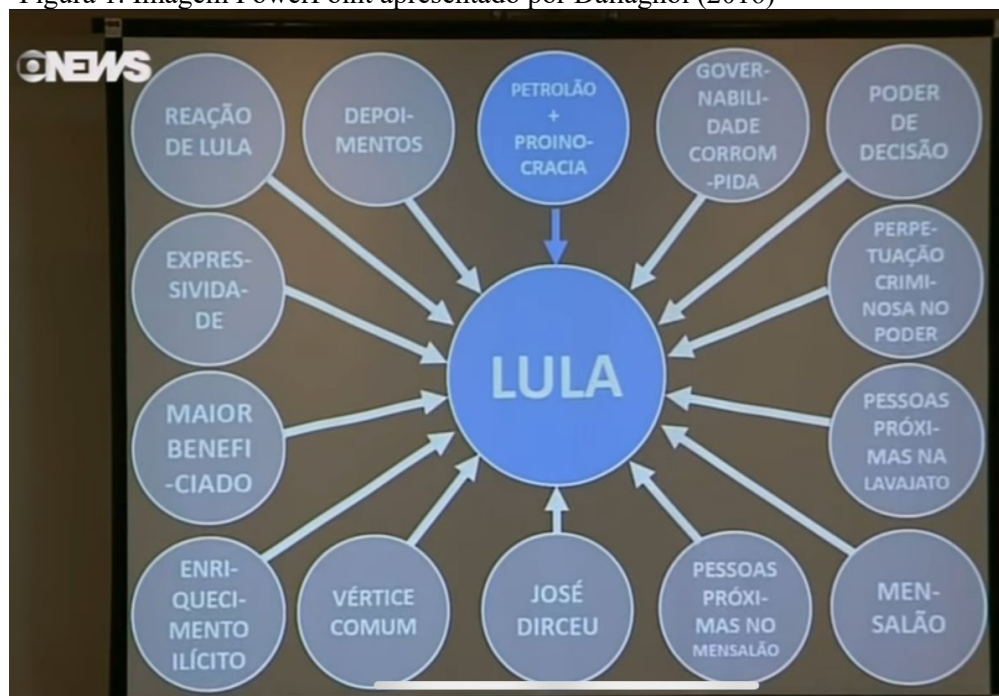 Figura 1: Imagem PowerPoint apresentado por Dallagnol (2016)
GNEWS
REAÇÃO
DE LULA
DEPOI-
MENTOS
PETROLÃO
+
PROINO-
CRACIA
GOVER-
NABILI-
DADE
CORROM
-PIDA
PODER
DE
DECISÃO
EXPRES-
SIVIDA-
DE
LULA
PERPE-
TUAÇÃO
CRIMI-
NOSA NO
PODER
MAIOR
BENEFI
-CIADO
PESSOAS
PRÓXI-
MAS NA
LAVAJATO
ENRI-
QUECI-
MENTO
ILÍCITO
VÉRTICE
COMUM
JOSÉ
DIRCEU
PESSOAS
PRÓXI-
MAS NO
MENSALÃO
MEN-
SALÃO